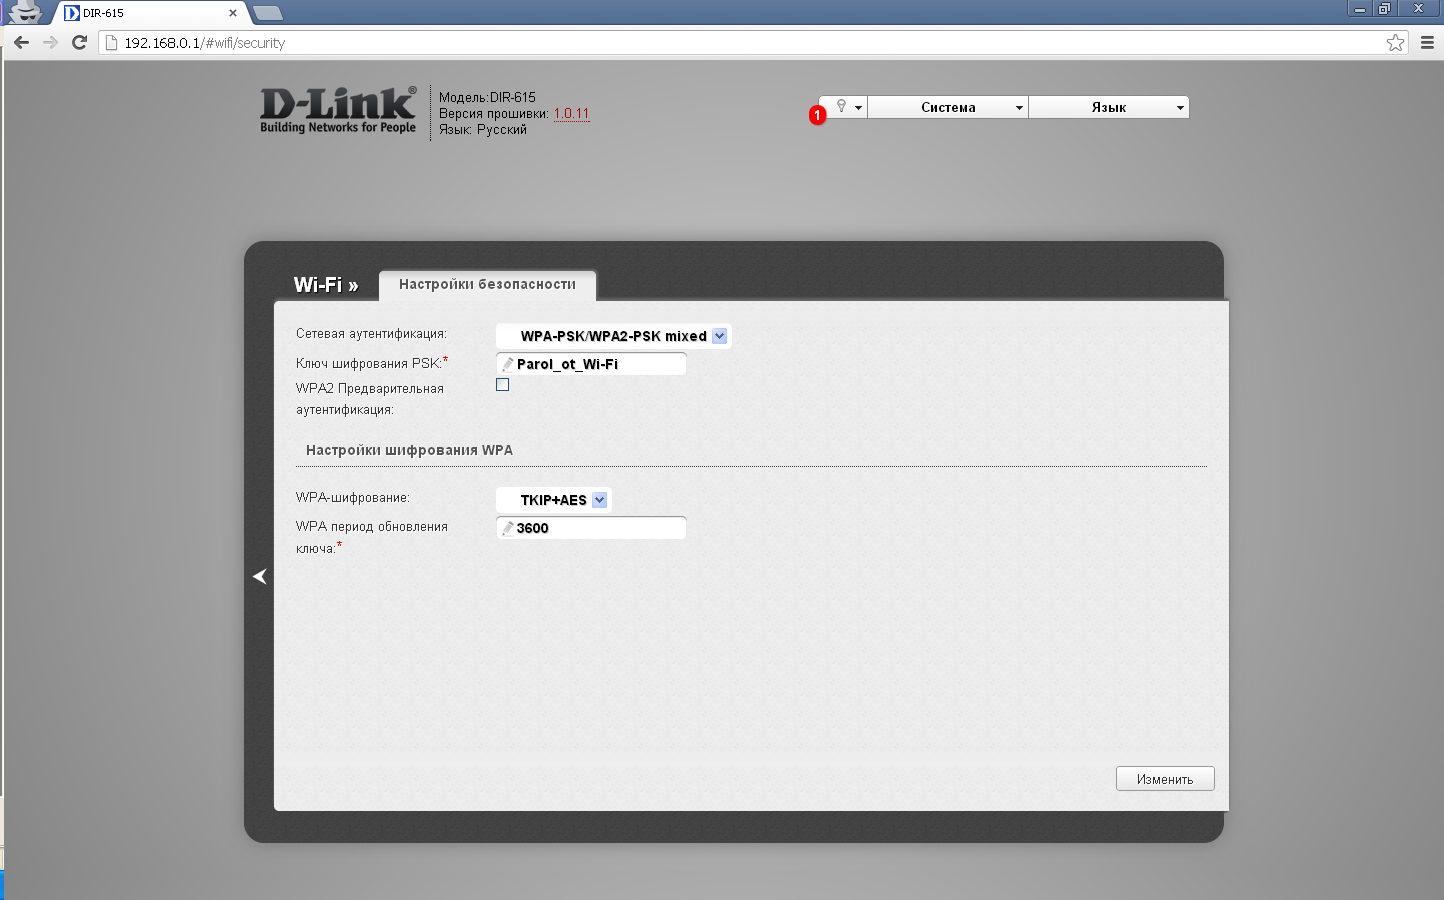 DIR-615
192.168.0.1/#wifi/security
D-Link®
Building Networks for People
Модель:DIR-615
Версия прошивки: 1.0.11
Язык: Русский
1
Система
Язык
Wi-Fi »
Настройки безопасности
Сетевая аутентификация:
WPA-PSK/WPA2-PSK mixed
Ключ шифрования PSK:*
Parol_ot_Wi-Fi
WPA2 Предварительная
аутентификация:
Настройки шифрования WPA
WPA-шифрование:
TKIP+AES
WPA период обновления
ключа:*
3600
Изменить